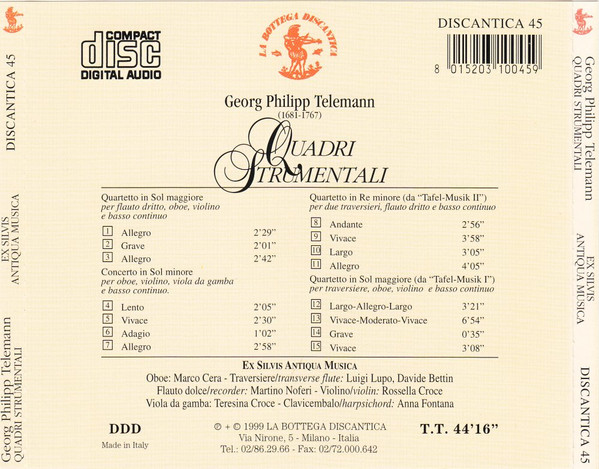 COMPACT
disc
DIGITAL AUDIO
LA BOTTEGA DISCANTICA
DISCANTICA 45
8 015203 100459
Georg Philipp Telemann
(1681-1767)
QUADRI
STRUMENTALI
Quartetto in Sol maggiore
per flauto dritto, oboe, violino
e basso continuo
1 Allegro 2'29"
2 Grave 2'01"
3 Allegro 2'42"
Concerto in Sol minore
per oboe, violino, viola da gamba
e basso continuo.
4 Lento 2'05"
5 Vivace 2'30"
6 Adagio 1'02"
7 Allegro 2'58"
Quartetto in Re minore (da "Tafel-Musik II")
per due traversieri, flauto dritto e basso continuo
8 Andante 2'56"
9 Vivace 3'58"
10 Largo 3'05"
11 Allegro 4'05"
Quartetto in Sol maggiore (da "Tafel-Musik I")
per traversiere, oboe, violino e basso continuo
12 Largo-Allegro-Largo 3'21"
13 Vivace-Moderato-Vivace 6'54"
14 Grave 0'35"
15 Vivace 3'08"
EX SILVIS ANTIQUA MUSICA
Oboe: Marco Cera - Traversiere/transverse flute: Luigi Lupo, Davide Bettin
Flauto dolce/recorder: Martino Noferi - Violino/violin: Rossella Croce
Viola da gamba: Teresina Croce - Clavicembalo/harpsichord: Anna Fontana
DDD
Made in Italy
℗ + © 1999 LA BOTTEGA DISCANTICA
Via Nirone, 5 - Milano - Italia
Tel.: 02/86.29.66 - Fax: 02/72.000.642
T.T. 44'16"
Georg Philipp Telemann
QUADRI STRUMENTALI
EX SILVIS
ANTIQUA MUSICA
DISCANTICA 45
Georg Philipp Telemann
QUADRI STRUMENTALI
EX SILVIS
ANTIQUA MUSICA
DISCANTICA 45